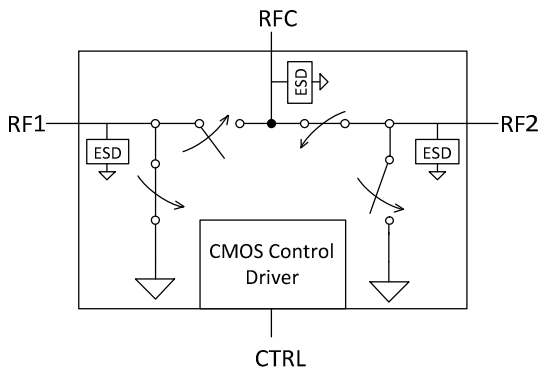 RFC
ESD
RF1
RF2
ESD
ESD
CMOS Control
Driver
CTRL